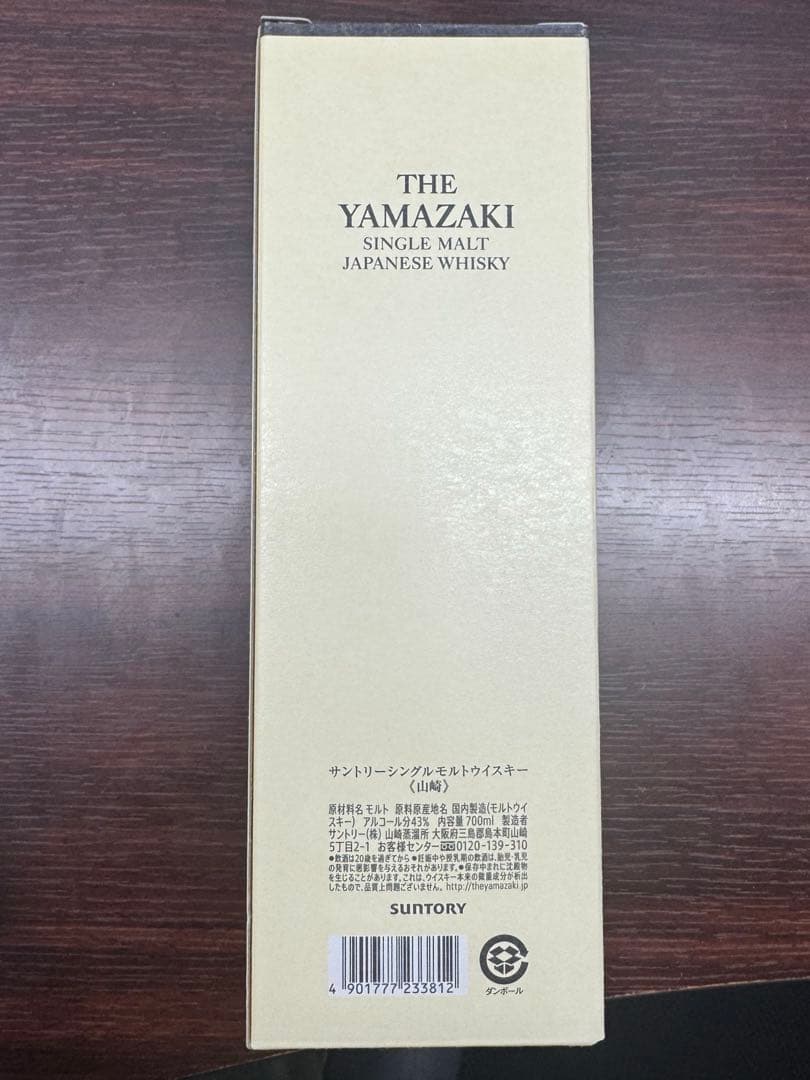 THE
YAMAZAKI
SINGLE MALT
JAPANESE WHISKY
サントリーシングルモルトウイスキー
《山崎》
原材料名 モルト 原料原産地名 国内製造(モルトウイ
スキー) アルコール分43% 内容量700ml 製造者
サントリー(株) 山崎蒸溜所 大阪府三島郡島本町山崎
5丁目2-1 お客様センター 0120-139-310
●飲酒は20歳を過ぎてから ●妊娠中や授乳期の飲酒は、胎児・乳児
の発育に悪影響を与えるおそれがあります。●保存中まれに沈殿物
を生じることがあります。これは、ウイスキー本来の微量成分が析出
したもので、品質上問題ございません。 http://theyamazaki.jp
SUNTORY
4 901777 233812
ダンボール